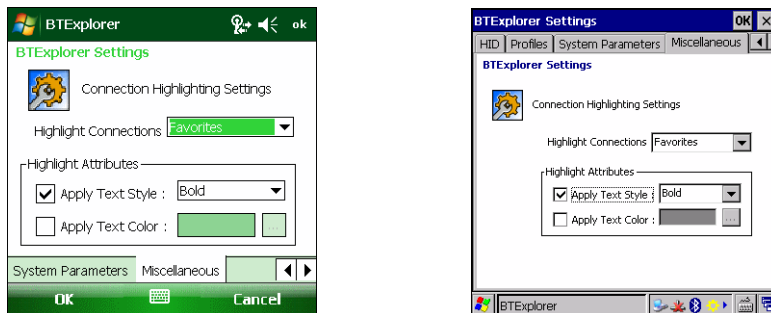 BTExplorer ok
BTExplorer Settings
Connection Highlighting Settings
Highlight Connections Favorites
Highlight Attributes
Apply Text Style : Bold
Apply Text Color : ...
System Parameters Miscellaneous
OK Cancel
BTExplorer Settings OK ×
HID Profiles System Parameters Miscellaneous
BTExplorer Settings
Connection Highlighting Settings
Highlight Connections Favorites
Highlight Attributes
Apply Text Style : Bold
Apply Text Color : ...
BTExplorer